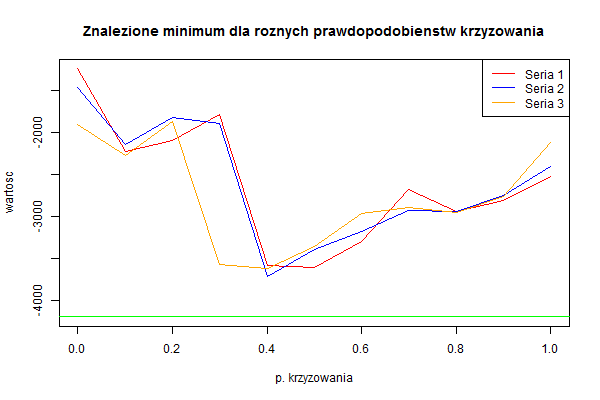 Znalezione minimum dla roznych prawdopodobienstw krzyzowania
Seria 1
Seria 2
Seria 3
wartosc
-2000
-3000
-4000
0.0 0.2 0.4 0.6 0.8 1.0
p. krzyzowania